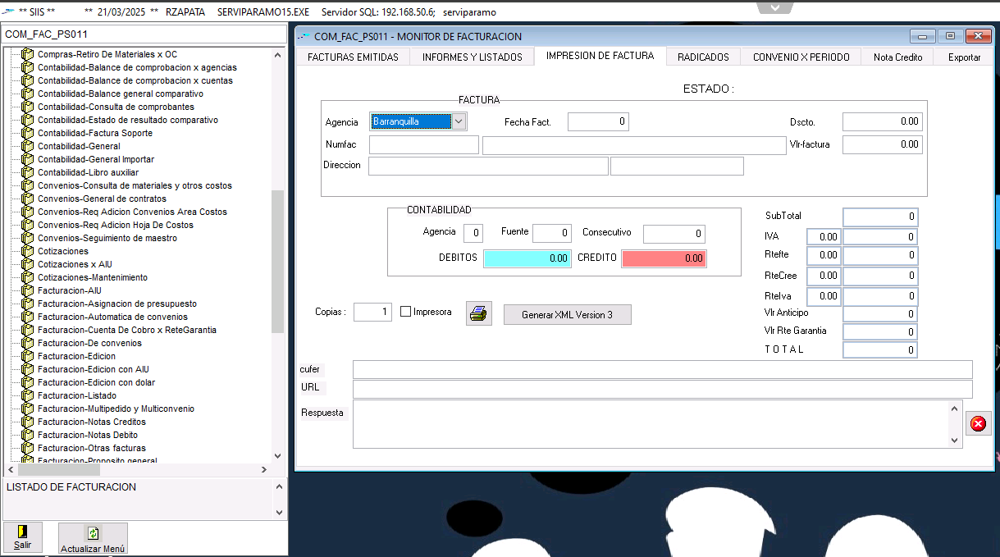 ** SIIS ** ** 21/03/2025 ** RZAPATA SERVIPARAMO15.EXE Servidor SQL: 192.168.50.6; serviparamo
COM_FAC_PS011
Compras-Retiro De Materiales x OC
Contabilidad-Balance de comprobacion x agencias
Contabilidad-Balance de comprobacion x cuentas
Contabilidad-Balance general comparativo
Contabilidad-Consulta de comprobantes
Contabilidad-Estado de resultado comparativo
Contabilidad-Factura Soporte
Contabilidad-General
Contabilidad-General Importar
Contabilidad-Libro auxiliar
Convenios-Consulta de materiales y otros costos
Convenios-General de contratos
Convenios-Req Adicion Convenios Area Costos
Convenios-Req Adicion Hoja De Costos
Convenios-Seguimiento de maestro
Cotizaciones
Cotizaciones x AIU
Cotizaciones-Mantenimiento
Facturacion-AIU
Facturacion-Asignacion de presupuesto
Facturacion-Automatica de convenios
Facturacion-Cuenta De Cobro x ReteGarantia
Facturacion-De convenios
Facturacion-Edicion
Facturacion-Edicion con AIU
Facturacion-Edicion con dolar
Facturacion-Listado
Facturacion-Multipedido y Multiconvenio
Facturacion-Notas Creditos
Facturacion-Notas Debito
Facturacion-Otras facturas
Facturacion-Proposito general
LISTADO DE FACTURACION
Salir Actualizar Menú
COM_FAC_PS011 - MONITOR DE FACTURACION
FACTURAS EMITIDAS INFORMES Y LISTADOS IMPRESION DE FACTURA RADICADOS CONVENIO X PERIODO Nota Credito Exportar
ESTADO :
FACTURA
Agencia Barranquilla Fecha Fact. 0 Dscto. 0.00
Numfac Vlr-factura 0.00
Direccion
CONTABILIDAD
Agencia 0 Fuente 0 Consecutivo 0
DEBITOS 0.00 CREDITO 0.00
SubTotal 0
IVA 0.00 0
Rtefte 0.00 0
RteCree 0.00 0
RteIva 0.00 0
Vlr Anticipo 0
Vlr Rte Garantia 0
T O T A L 0
Copias : 1 Impresora Generar XML Version 3
cufer
URL
Respuesta